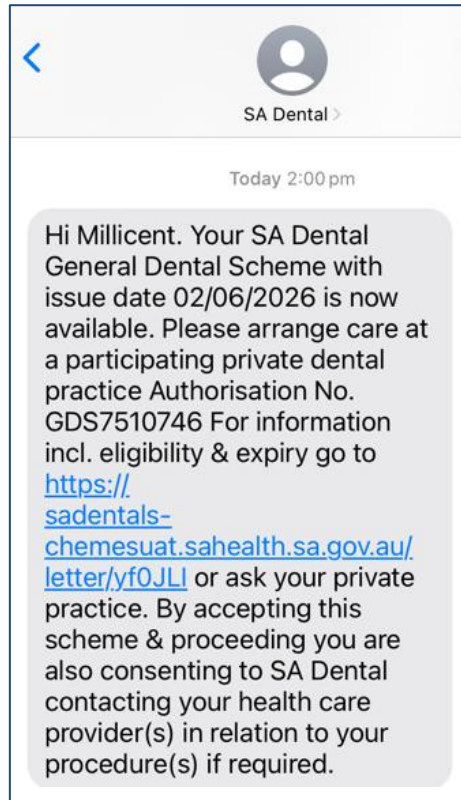 SA Dental
Today 2:00 pm
Hi Millicent. Your SA Dental
General Dental Scheme with
issue date 02/06/2026 is now
available. Please arrange care at
a participating private dental
practice Authorisation No.
GDS7510746 For information
incl. eligibility & expiry go to
https://
sadentals-
chemesuat.sahealth.sa.gov.au/
letter/yf0JLI or ask your private
practice. By accepting this
scheme & proceeding you are
also consenting to SA Dental
contacting your health care
provider(s) in relation to your
procedure(s) if required.